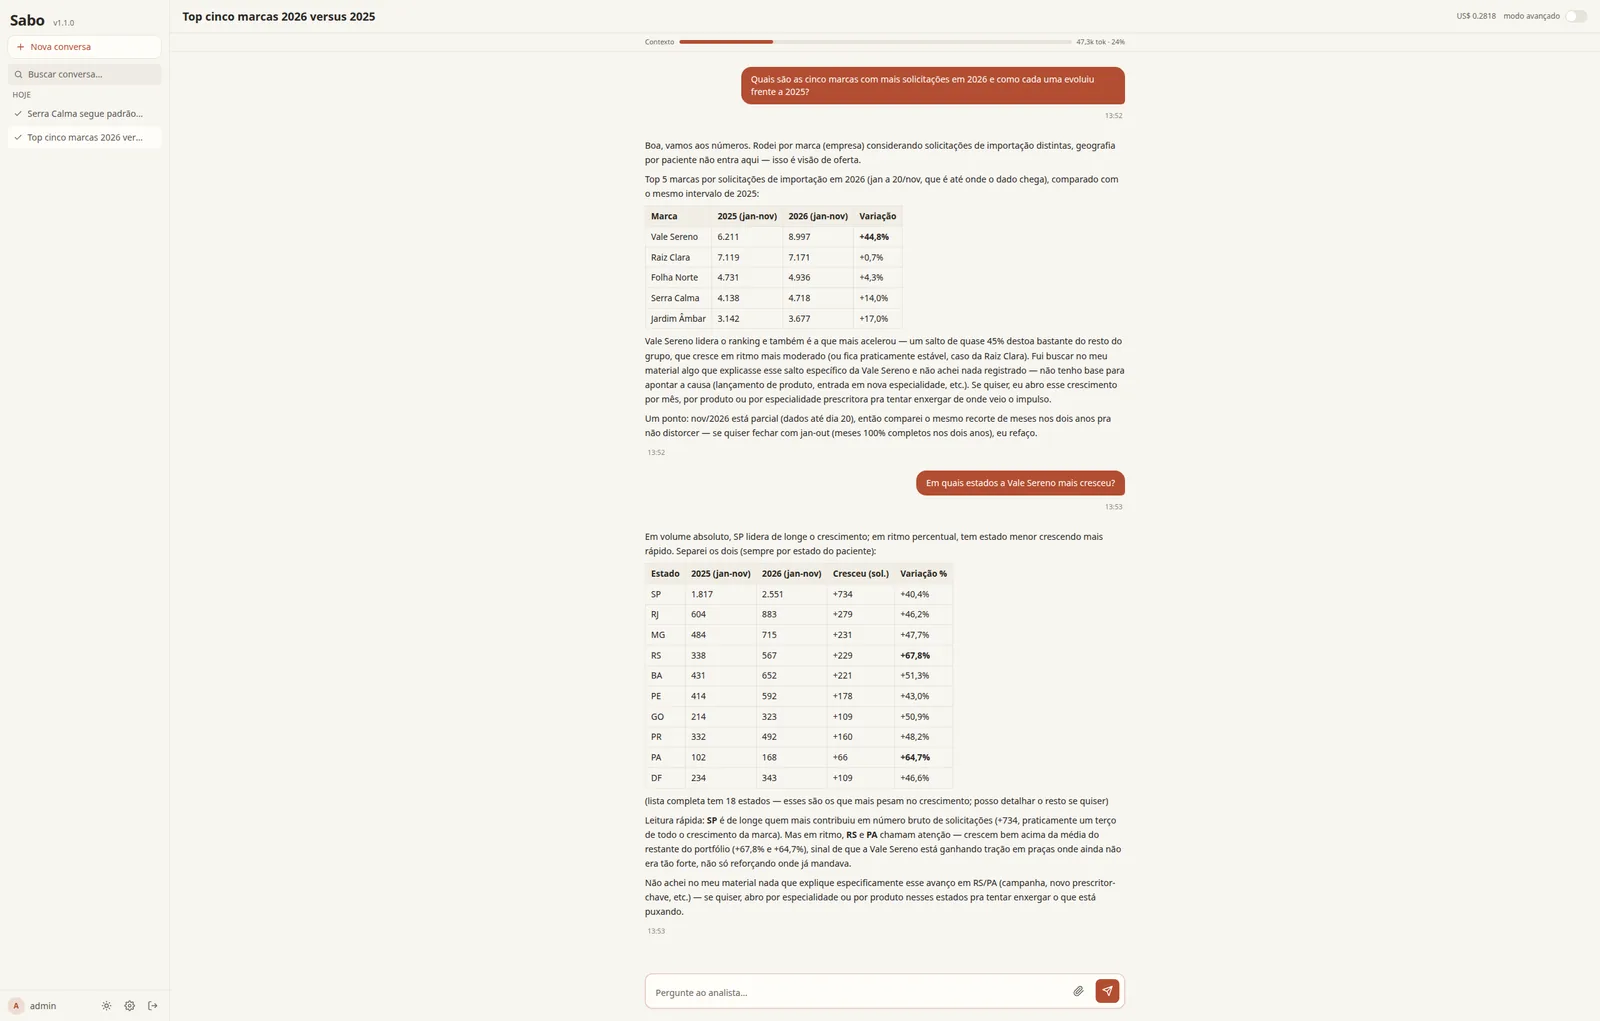 Sabo v1.1.0
+ Nova conversa
Buscar conversa...
HOJE
Serra Calma segue padrão...
Top cinco marcas 2026 ver...
Top cinco marcas 2026 versus 2025
US$ 0.2818 modo avançado
Contexto 47,3k tok · 24%
Quais são as cinco marcas com mais solicitações em 2026 e como cada uma evoluiu
frente a 2025?
13:52
Boa, vamos aos números. Rodei por marca (empresa) considerando solicitações de importação distintas, geografia
por paciente não entra aqui — isso é visão de oferta.
Top 5 marcas por solicitações de importação em 2026 (jan a 20/nov, que é até onde o dado chega), comparado com
o mesmo intervalo de 2025:
Marca 2025 (jan-nov) 2026 (jan-nov) Variação
Vale Sereno 6.211 8.997 +44,8%
Raiz Clara 7.119 7.171 +0,7%
Folha Norte 4.731 4.936 +4,3%
Serra Calma 4.138 4.718 +14,0%
Jardim Âmbar 3.142 3.677 +17,0%
Vale Sereno lidera o ranking e também é a que mais acelerou — um salto de quase 45% destoa bastante do resto do
grupo, que cresce em ritmo mais moderado (ou fica praticamente estável, caso da Raiz Clara). Fui buscar no meu
material algo que explicasse esse salto específico da Vale Sereno e não achei nada registrado — não tenho base para
apontar a causa (lançamento de produto, entrada em nova especialidade, etc.). Se quiser, eu abro esse crescimento
por mês, por produto ou por especialidade prescritora pra tentar enxergar de onde veio o impulso.
Um ponto: nov/2026 está parcial (dados até dia 20), então comparei o mesmo recorte de meses nos dois anos pra
não distorcer — se quiser fechar com jan-out (meses 100% completos nos dois anos), eu refaço.
13:52
Em quais estados a Vale Sereno mais cresceu?
13:53
Em volume absoluto, SP lidera de longe o crescimento; em ritmo percentual, tem estado menor crescendo mais
rápido. Separei os dois (sempre por estado do paciente):
Estado 2025 (jan-nov) 2026 (jan-nov) Cresceu (sol.) Variação %
SP 1.817 2.551 +734 +40,4%
RJ 604 883 +279 +46,2%
MG 484 715 +231 +47,7%
RS 338 567 +229 +67,8%
BA 431 652 +221 +51,3%
PE 414 592 +178 +43,0%
GO 214 323 +109 +50,9%
PR 332 492 +160 +48,2%
PA 102 168 +66 +64,7%
DF 234 343 +109 +46,6%
(lista completa tem 18 estados — esses são os que mais pesam no crescimento; posso detalhar o resto se quiser)
Leitura rápida: SP é de longe quem mais contribuiu em número bruto de solicitações (+734, praticamente um terço
de todo o crescimento da marca). Mas em ritmo, RS e PA chamam atenção — crescem bem acima da média do
restante do portfólio (+67,8% e +64,7%), sinal de que a Vale Sereno está ganhando tração em praças onde ainda não
era tão forte, não só reforçando onde já mandava.
Não achei no meu material nada que explique especificamente esse avanço em RS/PA (campanha, novo prescritor-
chave, etc.) — se quiser, abro por especialidade ou por produto nesses estados pra tentar enxergar o que está
puxando.
13:53
Pergunte ao analista...
A admin